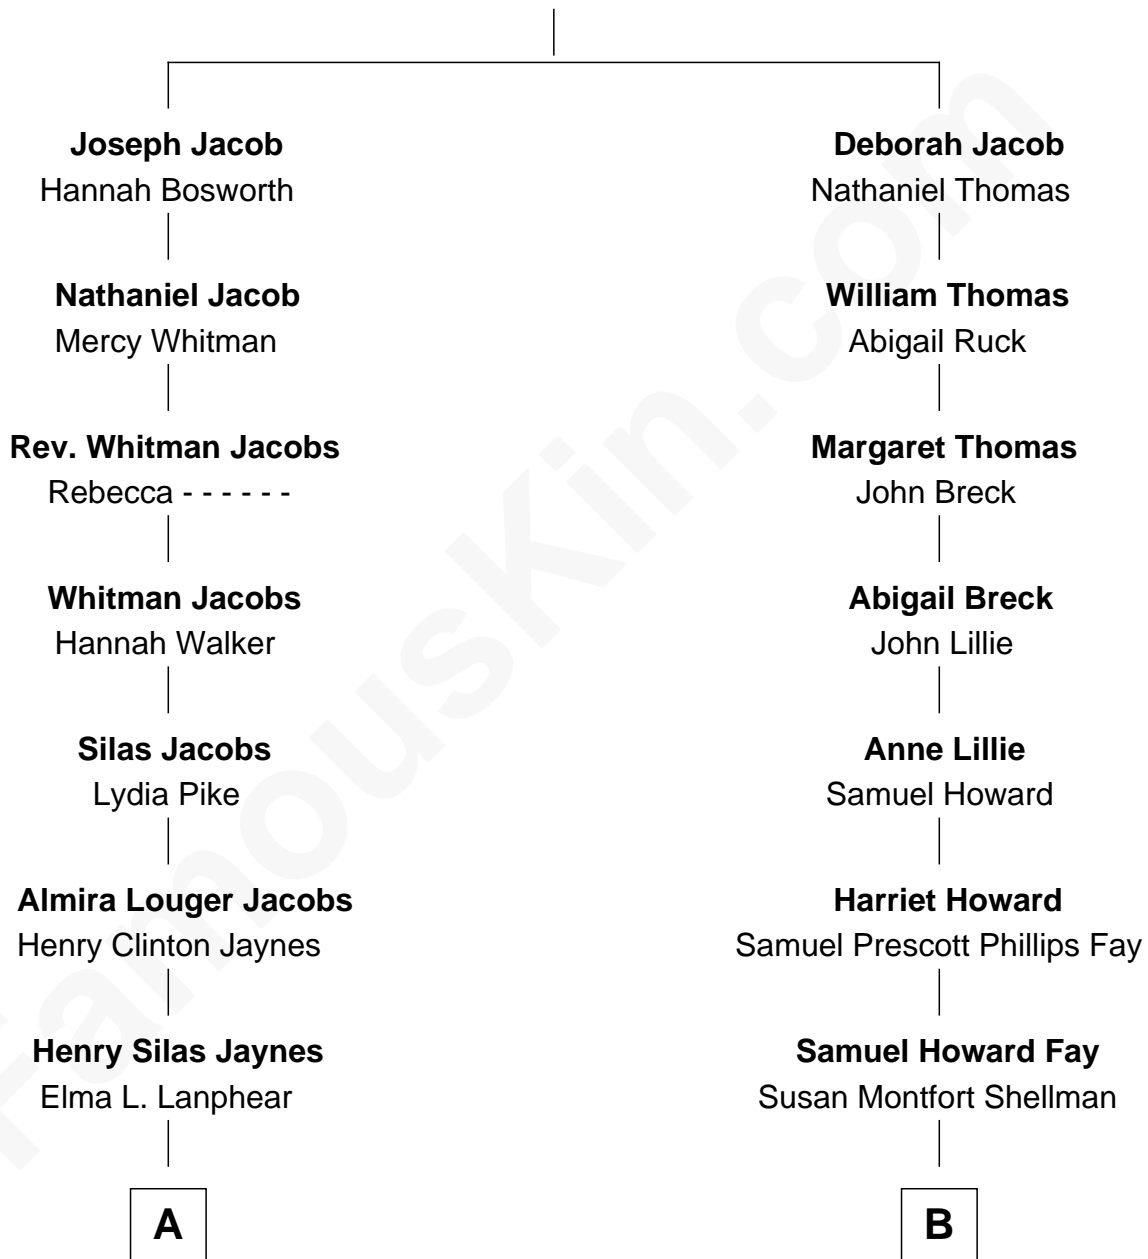 Joseph Jacob
Hannah Bosworth
Nathaniel Jacob
Mercy Whitman
Rev. Whitman Jacobs
Rebecca - - - - - -
Whitman Jacobs
Hannah Walker
Silas Jacobs
Lydia Pike
Almira Louger Jacobs
Henry Clinton Jaynes
Henry Silas Jaynes
Elma L. Lanphear
A
Deborah Jacob
Nathaniel Thomas
William Thomas
Abigail Ruck
Margaret Thomas
John Breck
Abigail Breck
John Lillie
Anne Lillie
Samuel Howard
Harriet Howard
Samuel Prescott Phillips Fay
Samuel Howard Fay
Susan Montfort Shellman
B
FamousKin.com